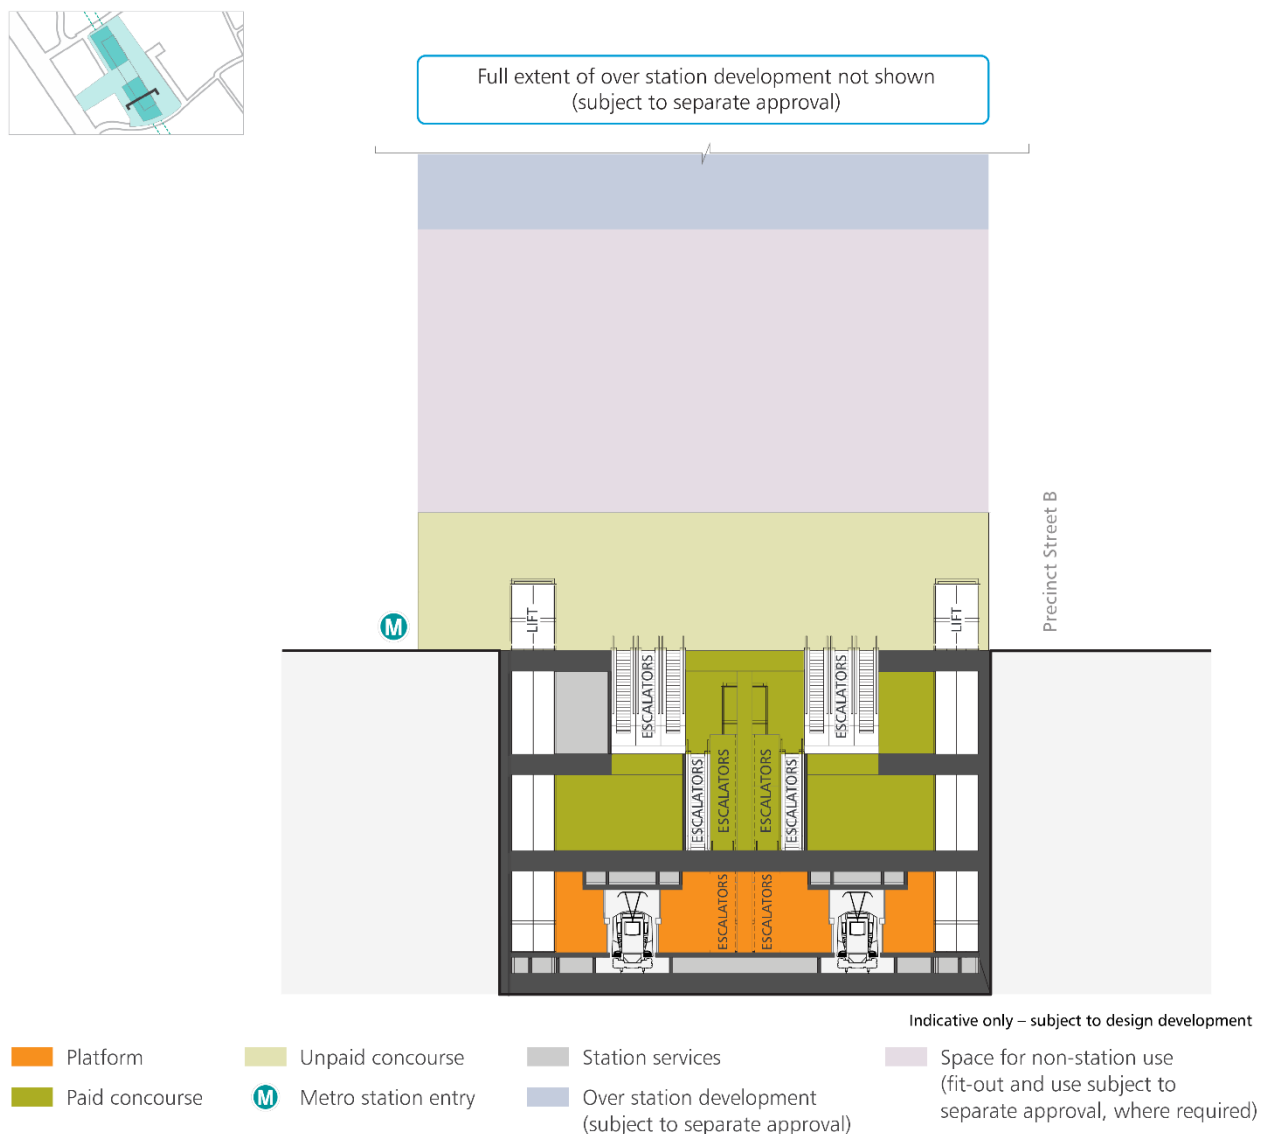 Full extent of over station development not shown
(subject to separate approval)
Precinct Street B
M
LIFT
LIFT
ESCALATORS
ESCALATORS
ESCALATORS
ESCALATORS
ESCALATORS
ESCALATORS
ESCALATORS
ESCALATORS
Indicative only – subject to design development
Platform
Paid concourse
Unpaid concourse
M Metro station entry
Station services
Over station development
(subject to separate approval)
Space for non-station use
(fit-out and use subject to
separate approval, where required)